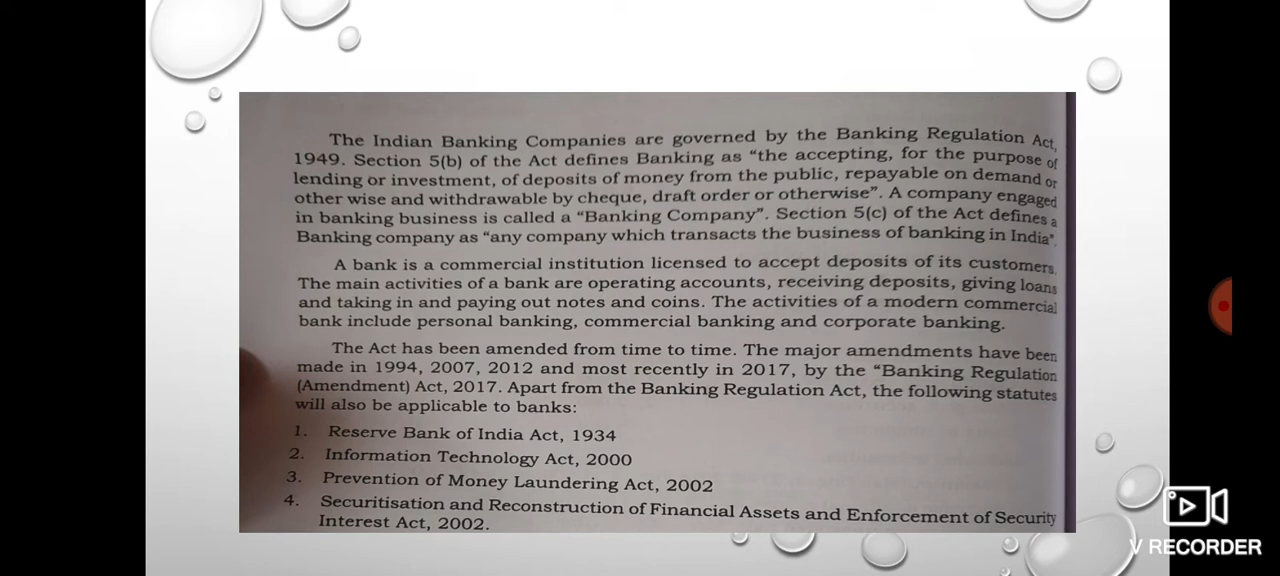 The Indian Banking Companies are governed by the Banking Regulation Act,
1949. Section 5(b) of the Act defines Banking as “the accepting, for the purpose of
lending or investment, of deposits of money from the public, repayable on demand or
other wise and withdrawable by cheque, draft order or otherwise”. A company engaged
in banking business is called a “Banking Company”. Section 5(c) of the Act defines a
Banking company as “any company which transacts the business of banking in India”.
A bank is a commercial institution licensed to accept deposits of its customers.
The main activities of a bank are operating accounts, receiving deposits, giving loans
and taking in and paying out notes and coins. The activities of a modern commercial
bank include personal banking, commercial banking and corporate banking.
The Act has been amended from time to time. The major amendments have been
made in 1994, 2007, 2012 and most recently in 2017, by the “Banking Regulation
(Amendment) Act, 2017. Apart from the Banking Regulation Act, the following statutes
will also be applicable to banks:
1. Reserve Bank of India Act, 1934
2. Information Technology Act, 2000
3. Prevention of Money Laundering Act, 2002
4. Securitisation and Reconstruction of Financial Assets and Enforcement of Security
Interest Act, 2002.
V RECORDER